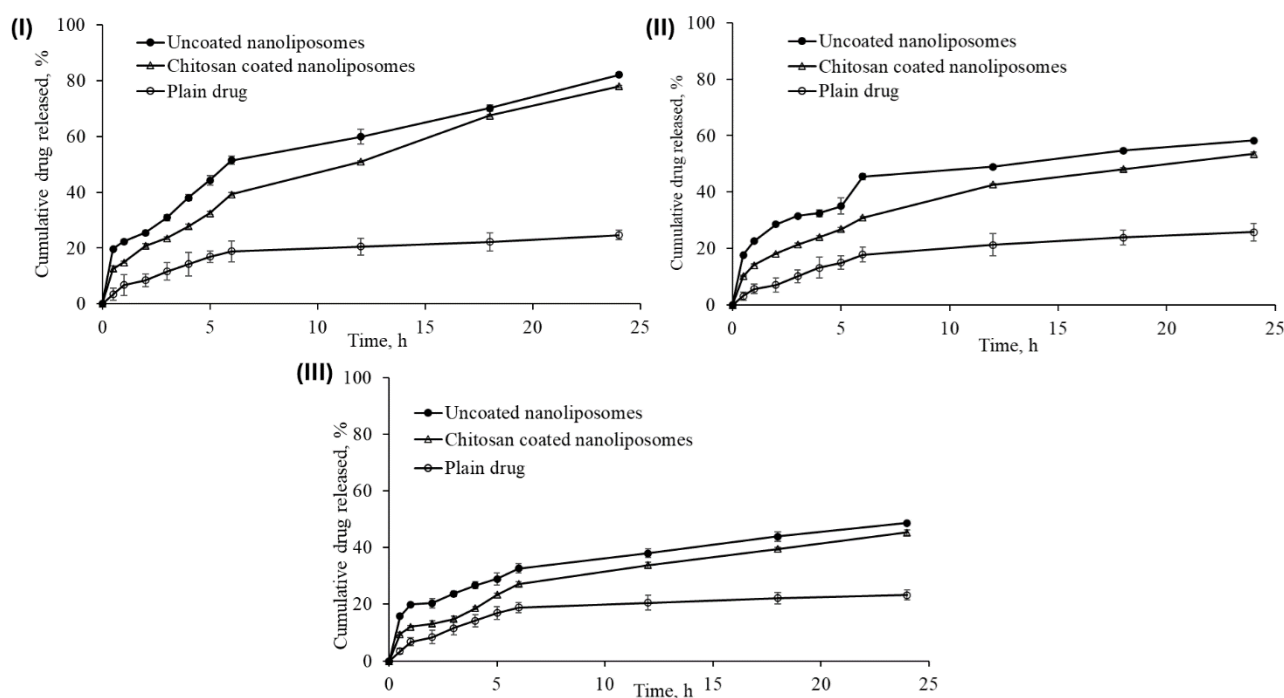 (I)
100
80
60
40
20
0
Cumulative drug released, %
Uncoated nanoliposomes
Chitosan coated nanoliposomes
Plain drug
0 5 10 15 20 25
Time, h
(II)
100
80
60
40
20
0
Cumulative drug released, %
Uncoated nanoliposomes
Chitosan coated nanoliposomes
Plain drug
0 5 10 15 20 25
Time, h
(III)
100
80
60
40
20
0
Cumulative drug released, %
Uncoated nanoliposomes
Chitosan coated nanoliposomes
Plain drug
0 5 10 15 20 25
Time, h